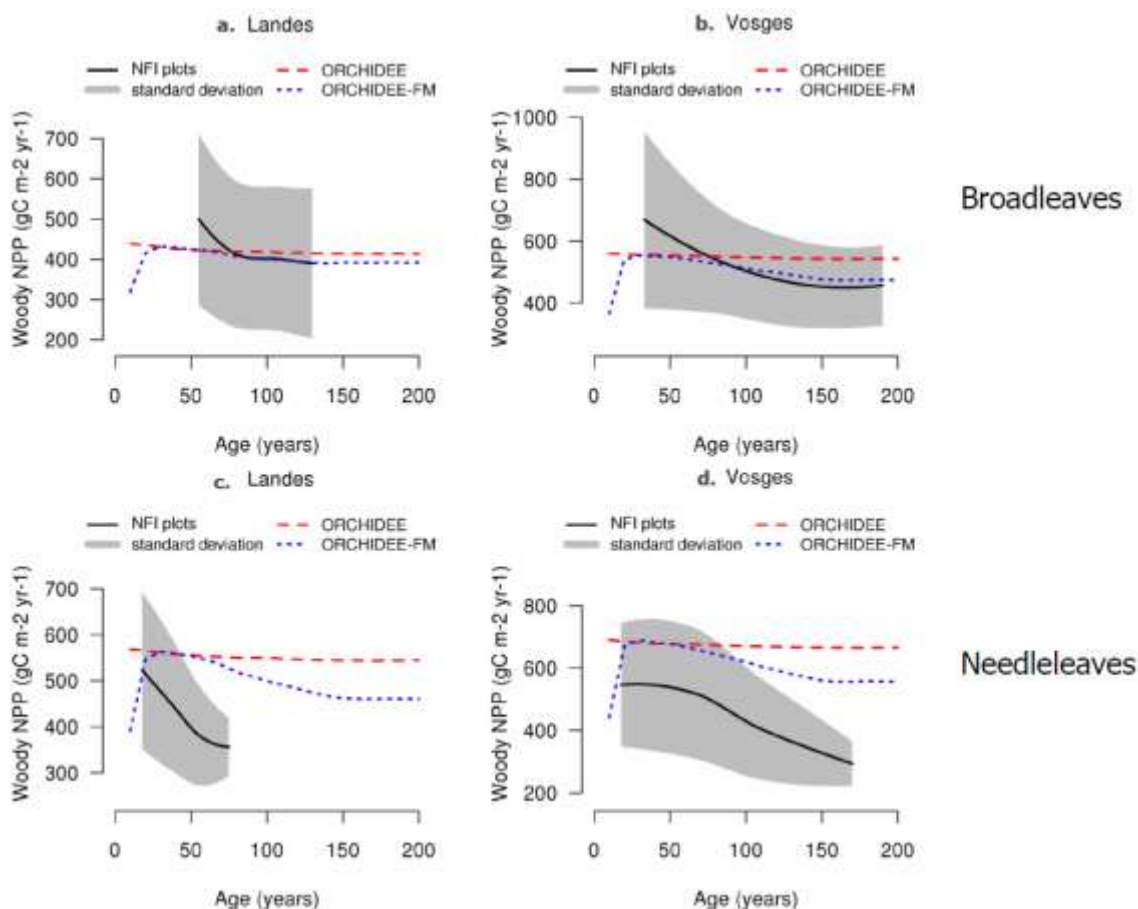 a. Landes
NFI plots
standard deviation
ORCHIDEE
ORCHIDEE-FM
Woody NPP (gC m-2 yr-1)
700
600
500
400
300
200
0 50 100 150 200
Age (years)
b. Vosges
NFI plots
standard deviation
ORCHIDEE
ORCHIDEE-FM
Woody NPP (gC m-2 yr-1)
1000
800
600
400
0 50 100 150 200
Age (years)
Broadleaves
c. Landes
NFI plots
standard deviation
ORCHIDEE
ORCHIDEE-FM
Woody NPP (gC m-2 yr-1)
700
600
500
400
300
0 50 100 150 200
Age (years)
d. Vosges
NFI plots
standard deviation
ORCHIDEE
ORCHIDEE-FM
Woody NPP (gC m-2 yr-1)
800
600
400
200
0 50 100 150 200
Age (years)
Needleleaves